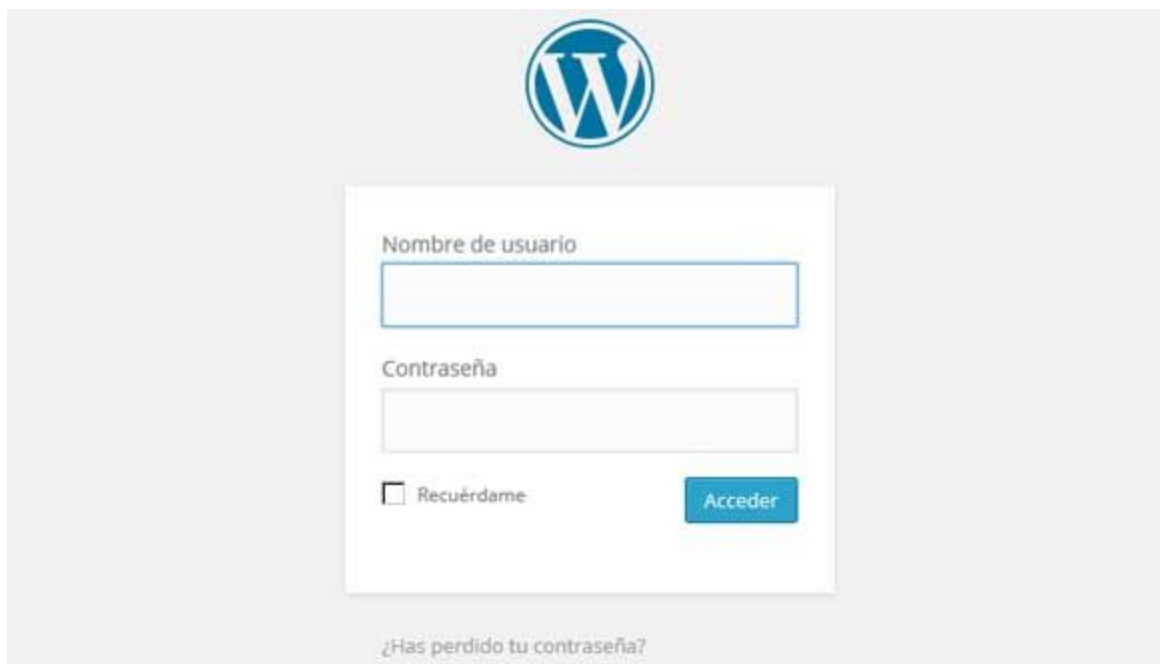 Nombre de usuario
Contraseña
Recuérdame
Acceder
¿Has perdido tu contraseña?